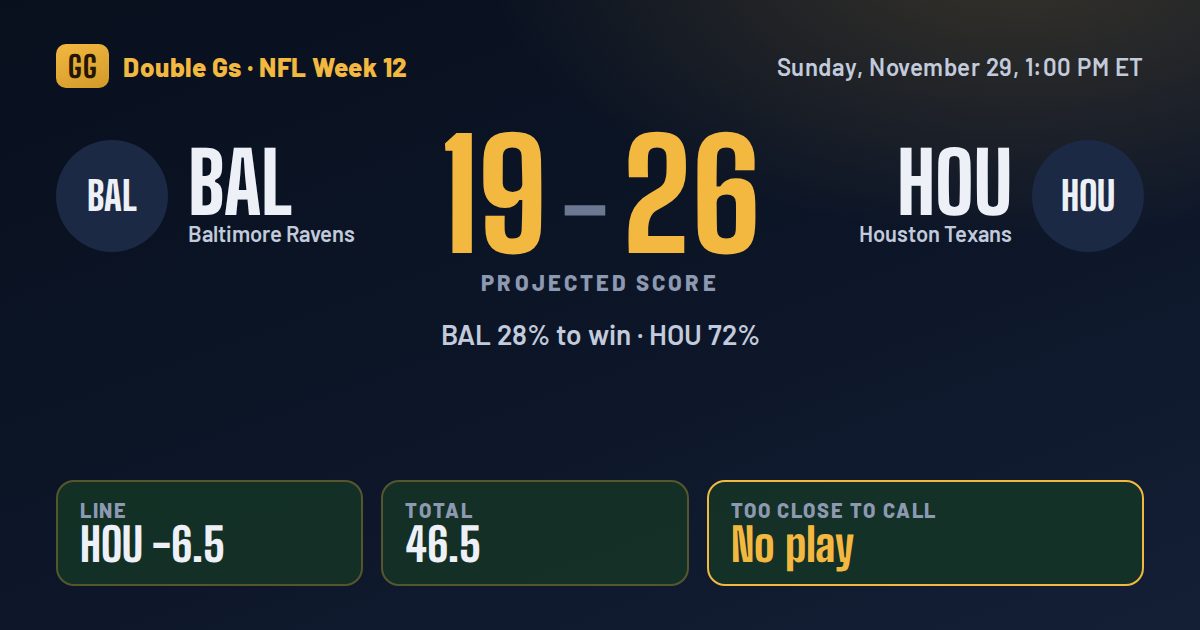 GG Double Gs · NFL Week 12
Sunday, November 29, 1:00 PM ET
BAL
BAL
Baltimore Ravens
19 – 26
PROJECTED SCORE
BAL 28% to win · HOU 72%
HOU
Houston Texans
HOU
LINE
HOU −6.5
TOTAL
46.5
TOO CLOSE TO CALL
No play